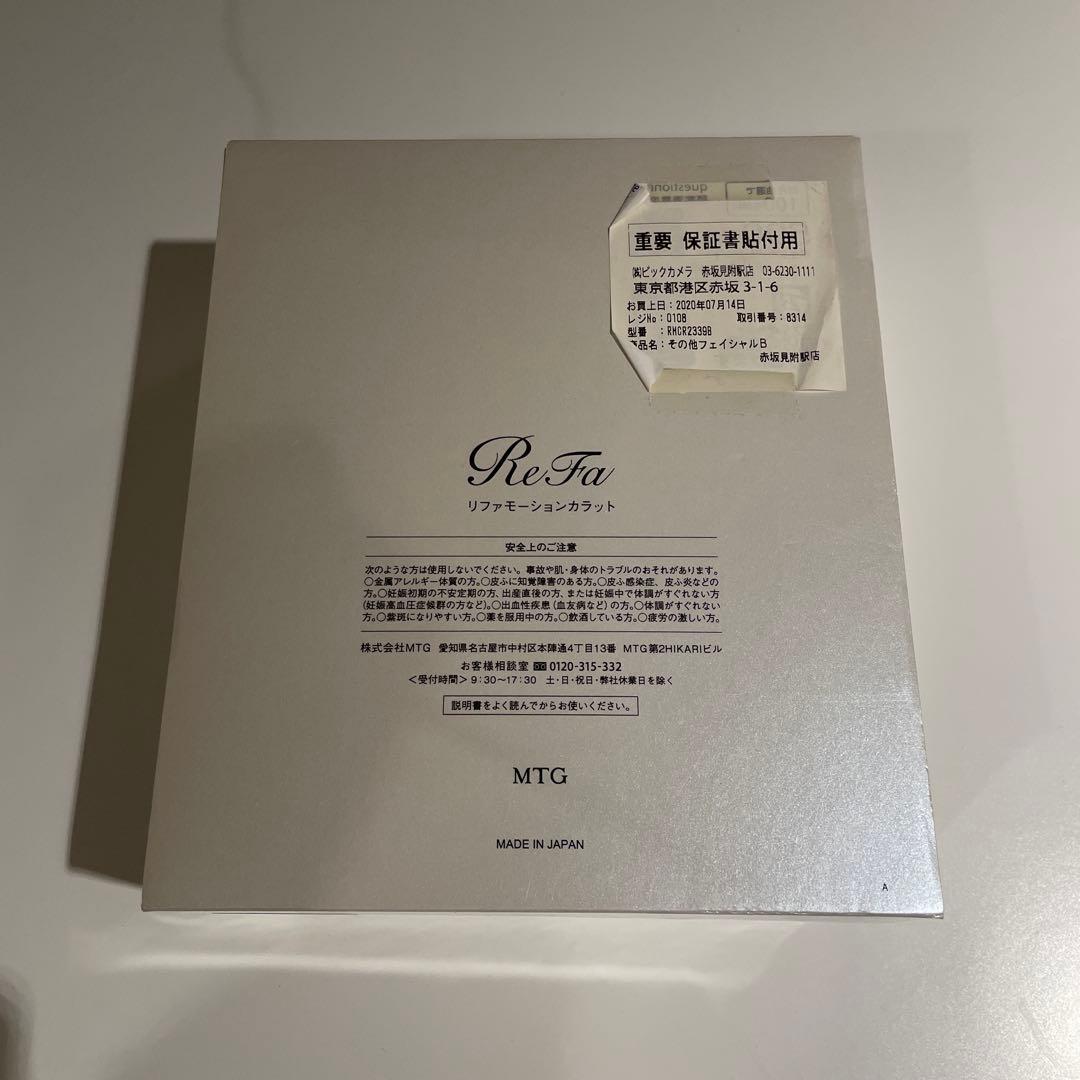 question
重要 保証書貼付用
㈱ビックカメラ 赤坂見附駅店 03-6230-1111
東京都港区赤坂3-1-6
お買上日:2020年07月14日
レジNo:0108 取引番号:8314
型番 :RMCR2339B
商品名:その他フェイシャルB
赤坂見附駅店
ReFa
リファモーションカラット
安全上のご注意
次のような方は使用しないでください。事故や肌・身体のトラブルのおそれがあります。
○金属アレルギー体質の方。○皮ふに知覚障害のある方。○皮ふ感染症、皮ふ炎などの
方。○妊娠初期の不安定期の方、出産直後の方、または妊娠中で体調がすぐれない方
(妊娠高血圧症候群の方など)。○出血性疾患(血友病など)の方。○体調がすぐれない
方。○紫斑になりやすい方。○薬を服用中の方。○飲酒している方。○疲労の激しい方。
株式会社MTG 愛知県名古屋市中村区本陣通4丁目13番 MTG第2HIKARIビル
お客様相談室 0120-315-332
<受付時間>9:30〜17:30 土・日・祝日・弊社休業日を除く
説明書をよく読んでからお使いください。
MTG
MADE IN JAPAN
A